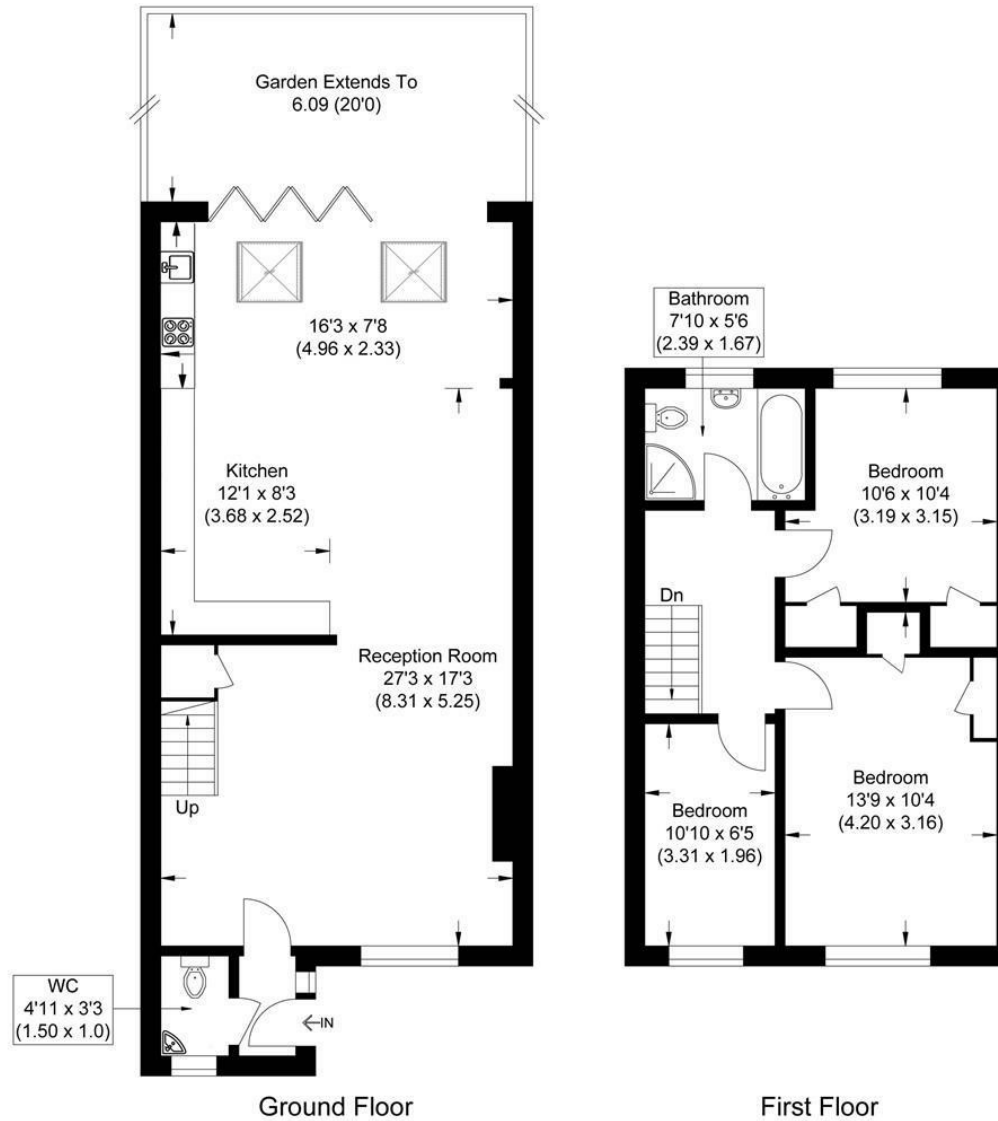 Garden Extends To
6.09 (20'0)
16'3 x 7'8
(4.96 x 2.33)
Kitchen
12'1 x 8'3
(3.68 x 2.52)
Reception Room
27'3 x 17'3
(8.31 x 5.25)
Up
WC
4'11 x 3'3
(1.50 x 1.0)
IN
Ground Floor
Bathroom
7'10 x 5'6
(2.39 x 1.67)
Bedroom
10'6 x 10'4
(3.19 x 3.15)
Dn
Bedroom
13'9 x 10'4
(4.20 x 3.16)
Bedroom
10'10 x 6'5
(3.31 x 1.96)
First Floor